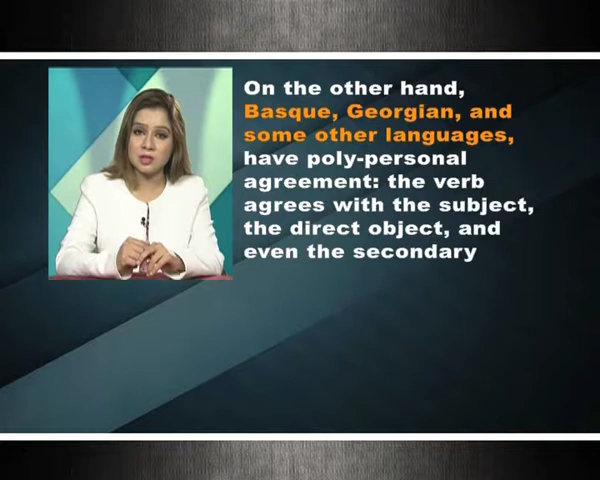 On the other hand,
Basque, Georgian, and
some other languages,
have poly-personal
agreement: the verb
agrees with the subject,
the direct object, and
even the secondary